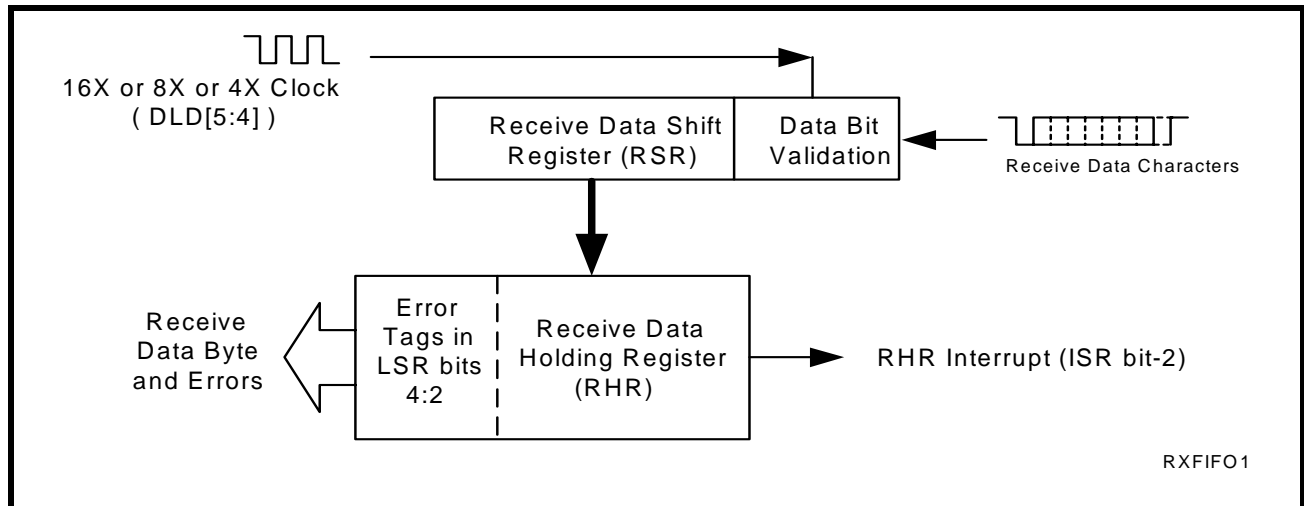 16X or 8X or 4X Clock
( DLD[5:4] )
Receive Data Shift
Register (RSR)
Data Bit
Validation
Receive Data Characters
Receive
Data Byte
and Errors
Error
Tags in
LSR bits
4:2
Receive Data
Holding Register
(RHR)
RHR Interrupt (ISR bit-2)
RXFIFO1